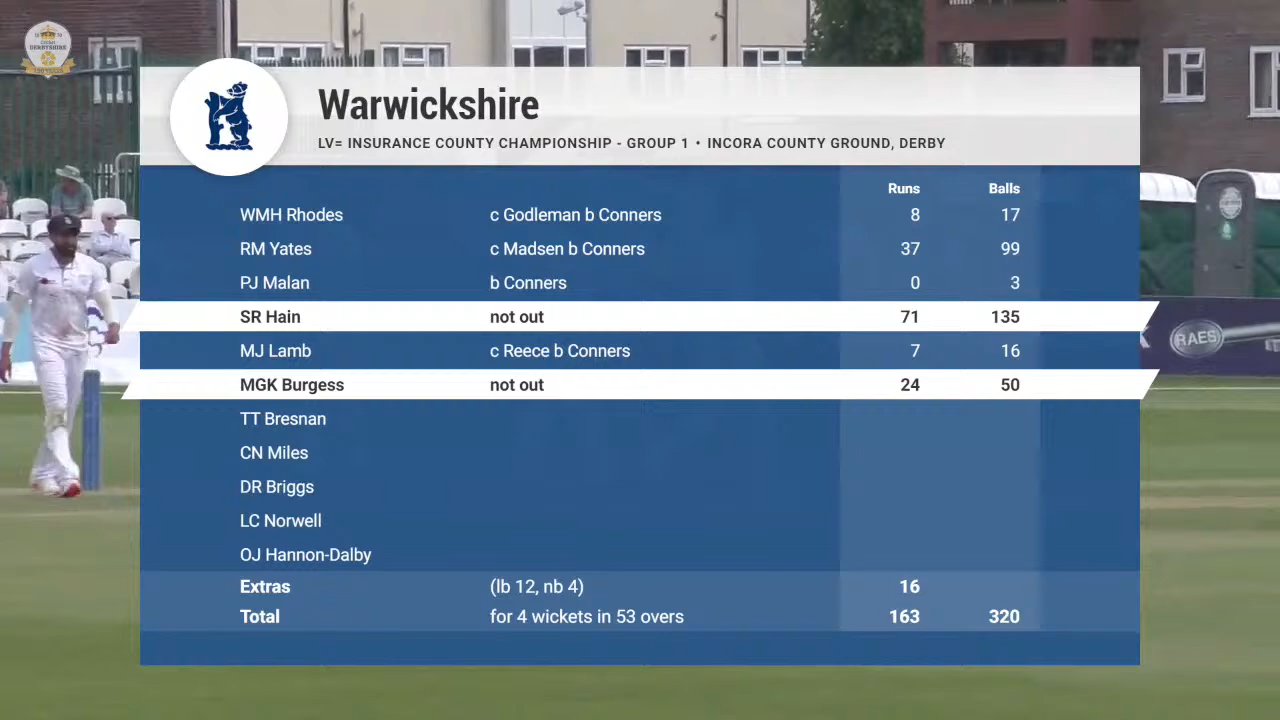 DERBYSHIRE
Warwickshire
LV= INSURANCE COUNTY CHAMPIONSHIP - GROUP 1 • INCORA COUNTY GROUND, DERBY
Runs Balls
WMH Rhodes c Godleman b Conners 8 17
RM Yates c Madsen b Conners 37 99
PJ Malan b Conners 0 3
SR Hain not out 71 135
MJ Lamb c Reece b Conners 7 16
MGK Burgess not out 24 50
TT Bresnan
CN Miles
DR Briggs
LC Norwell
OJ Hannon-Dalby
Extras (lb 12, nb 4) 16
Total for 4 wickets in 53 overs 163 320
RAES